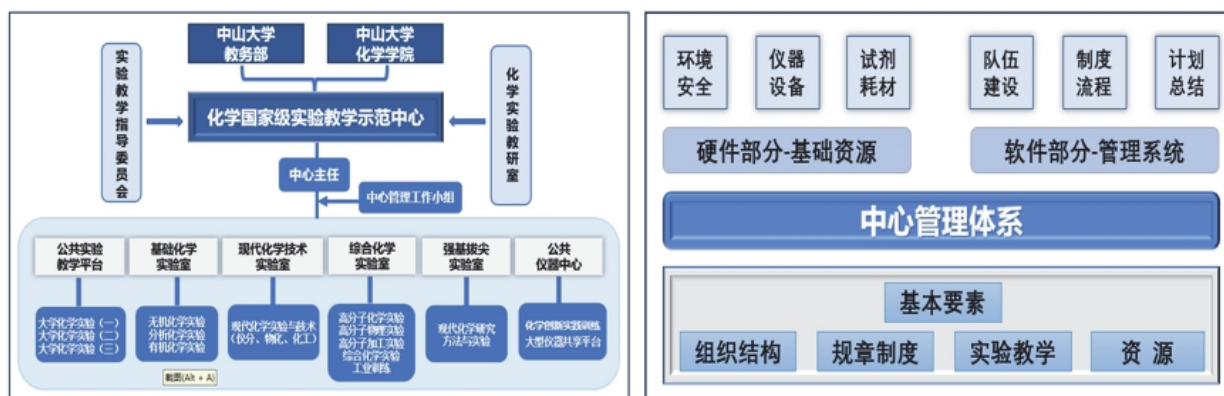 中山大学
教务部
中山大学
化学学院
实验教学指导委员会
化学国家级实验教学示范中心
化学实验教研室
中心主任
中心管理工作小组
公共实验
教学平台
基础化学
实验室
现代化学技术
实验室
综合化学
实验室
强基拔尖
实验室
公共
仪器中心
大学化学实验（一）
大学化学实验（二）
大学化学实验（三）
无机化学实验
分析化学实验
有机化学实验
现代化学实验与技术
（仪分、物化、化工）
高分子化学实验
高分子物理实验
高分子加工实验
综合化学实验
工业训练
现代化学研究
方法与实验
化学创新实践训练
大型仪器共享平台
截图(Alt + A)
环境
安全
仪器
设备
试剂
耗材
队伍
建设
制度
流程
计划
总结
硬件部分-基础资源
软件部分-管理系统
中心管理体系
基本要素
组织结构
规章制度
实验教学
资 源